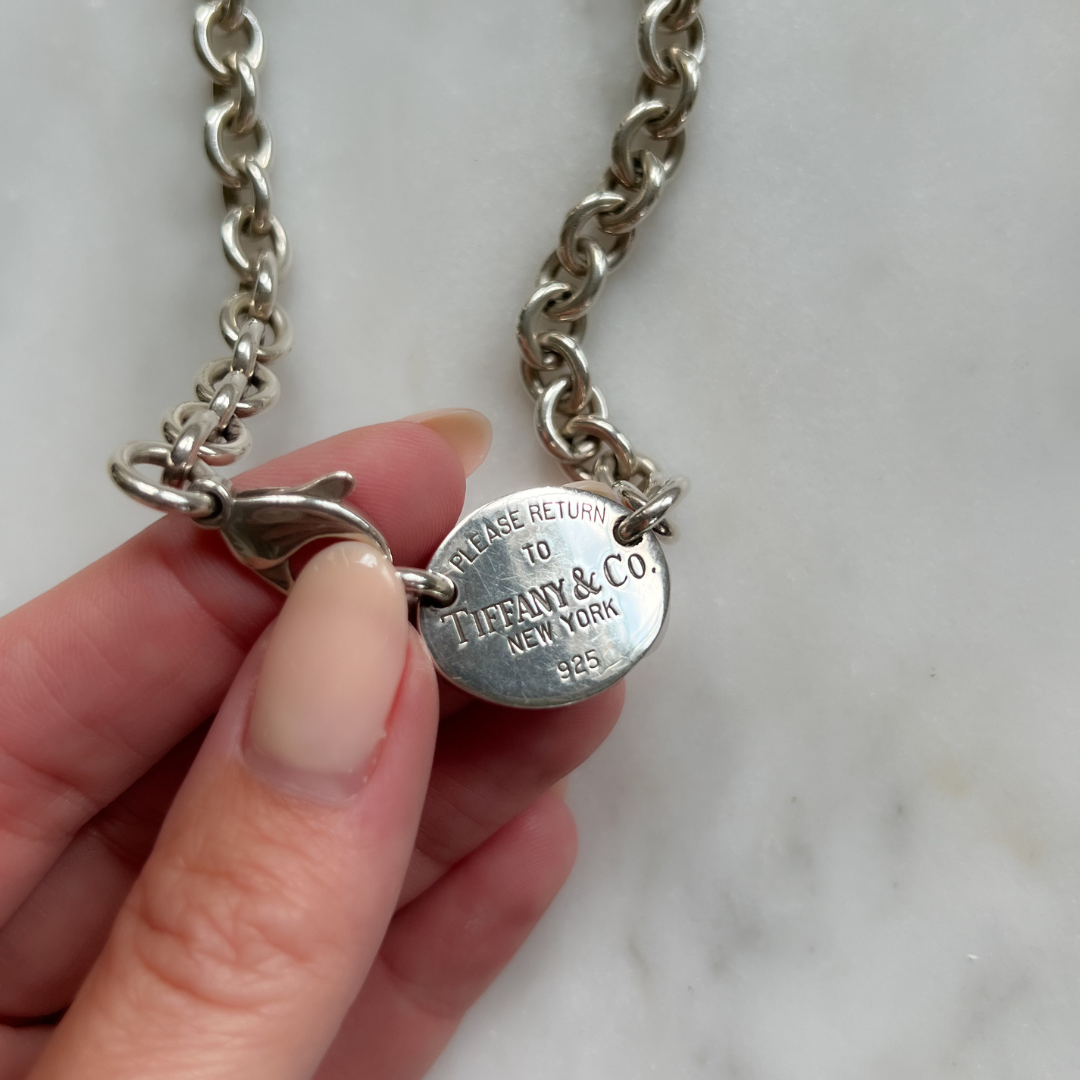 PLEASE RETURN
TO
TIFFANY & Co.
NEW YORK
925